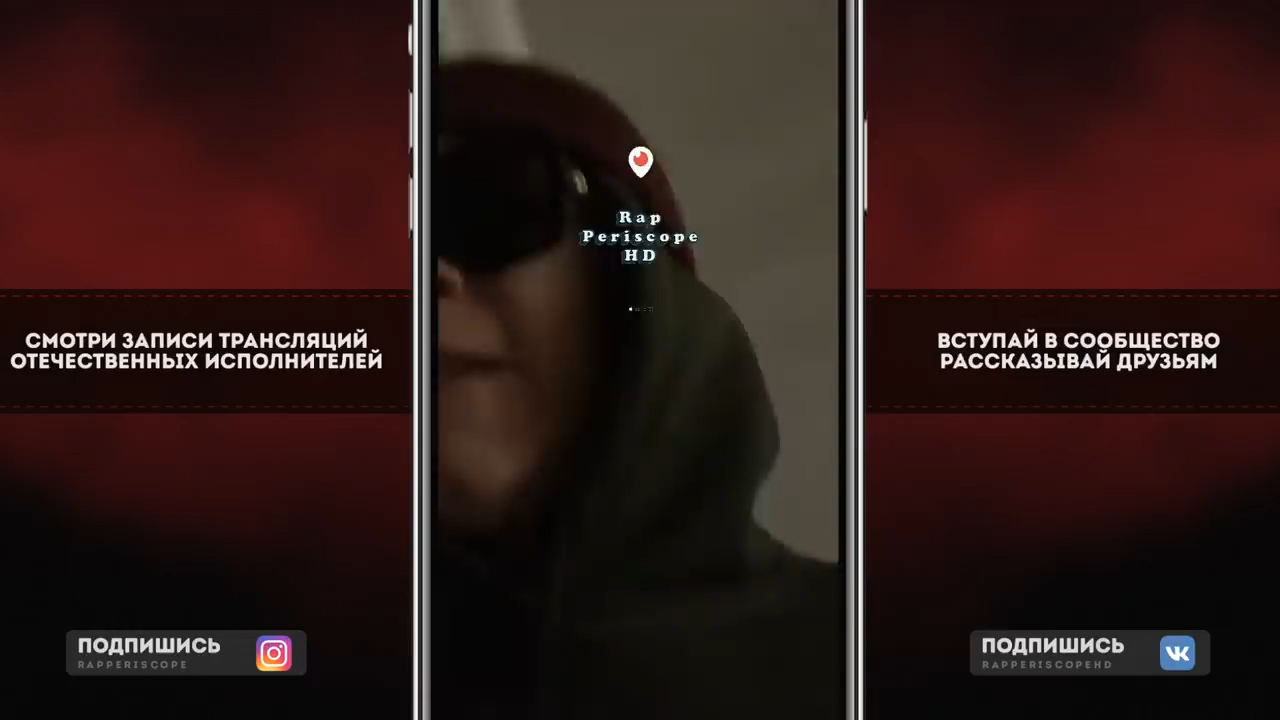 Rap
Periscope
HD
СМОТРИ ЗАПИСИ ТРАНСЛЯЦИЙ
ОТЕЧЕСТВЕННЫХ ИСПОЛНИТЕЛЕЙ
ВСТУПАЙ В СООБЩЕСТВО
РАССКАЗЫВАЙ ДРУЗЬЯМ
ПОДПИШИСЬ
RAPPERISCOPE
ПОДПИШИСЬ
RAPPERISCOPEHD